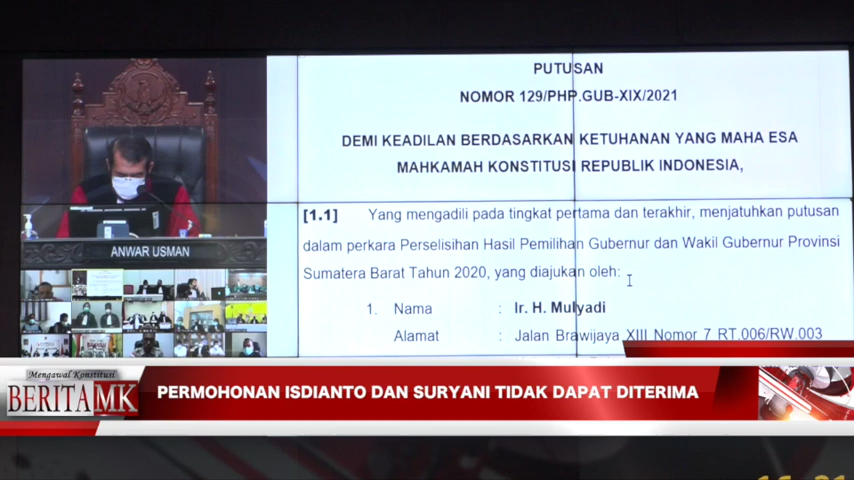 PUTUSAN
NOMOR 129/PHP.GUB-XIX/2021
DEMI KEADILAN BERDASARKAN KETUHANAN YANG MAHA ESA
MAHKAMAH KONSTITUSI REPUBLIK INDONESIA,
[1.1] Yang mengadili pada tingkat pertama dan terakhir, menjatuhkan putusan
dalam perkara Perselisihan Hasil Pemilihan Gubernur dan Wakil Gubernur Provinsi
Sumatera Barat Tahun 2020, yang diajukan oleh:
1. Nama : Ir. H. Mulyadi
Alamat : Jalan Brawijaya XIII Nomor 7 RT.006/RW.003
ANWAR USMAN
Mengawal Konstitusi
BERITAMK
PERMOHONAN ISDIANTO DAN SURYANI TIDAK DAPAT DITERIMA